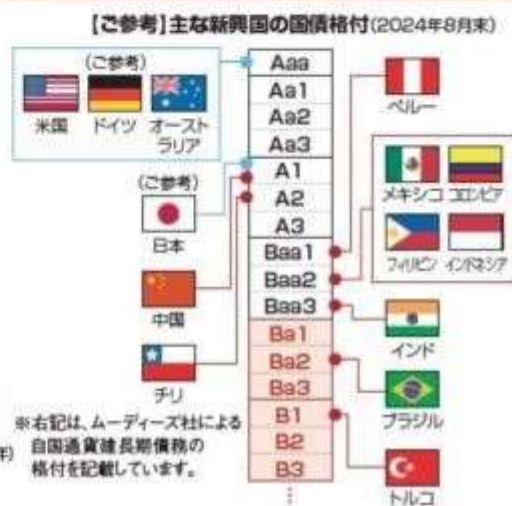 【ご参考】主な新興国の国債格付(2024年8月末)
(ご参考)
米国
ドイツ
オースト
ラリア
(ご参考)
日本
中国
チリ
Aaa
Aa1
Aa2
Aa3
A1
A2
A3
Baa1
Baa2
Baa3
Ba1
Ba2
Ba3
B1
B2
B3
ペルー
メキシコ
コロンビア
フィリピン
インドネシア
インド
ブラジル
トルコ
※右記は、ムーディーズ社による
自国通貨建長期債務の
格付を記載しています。
年)